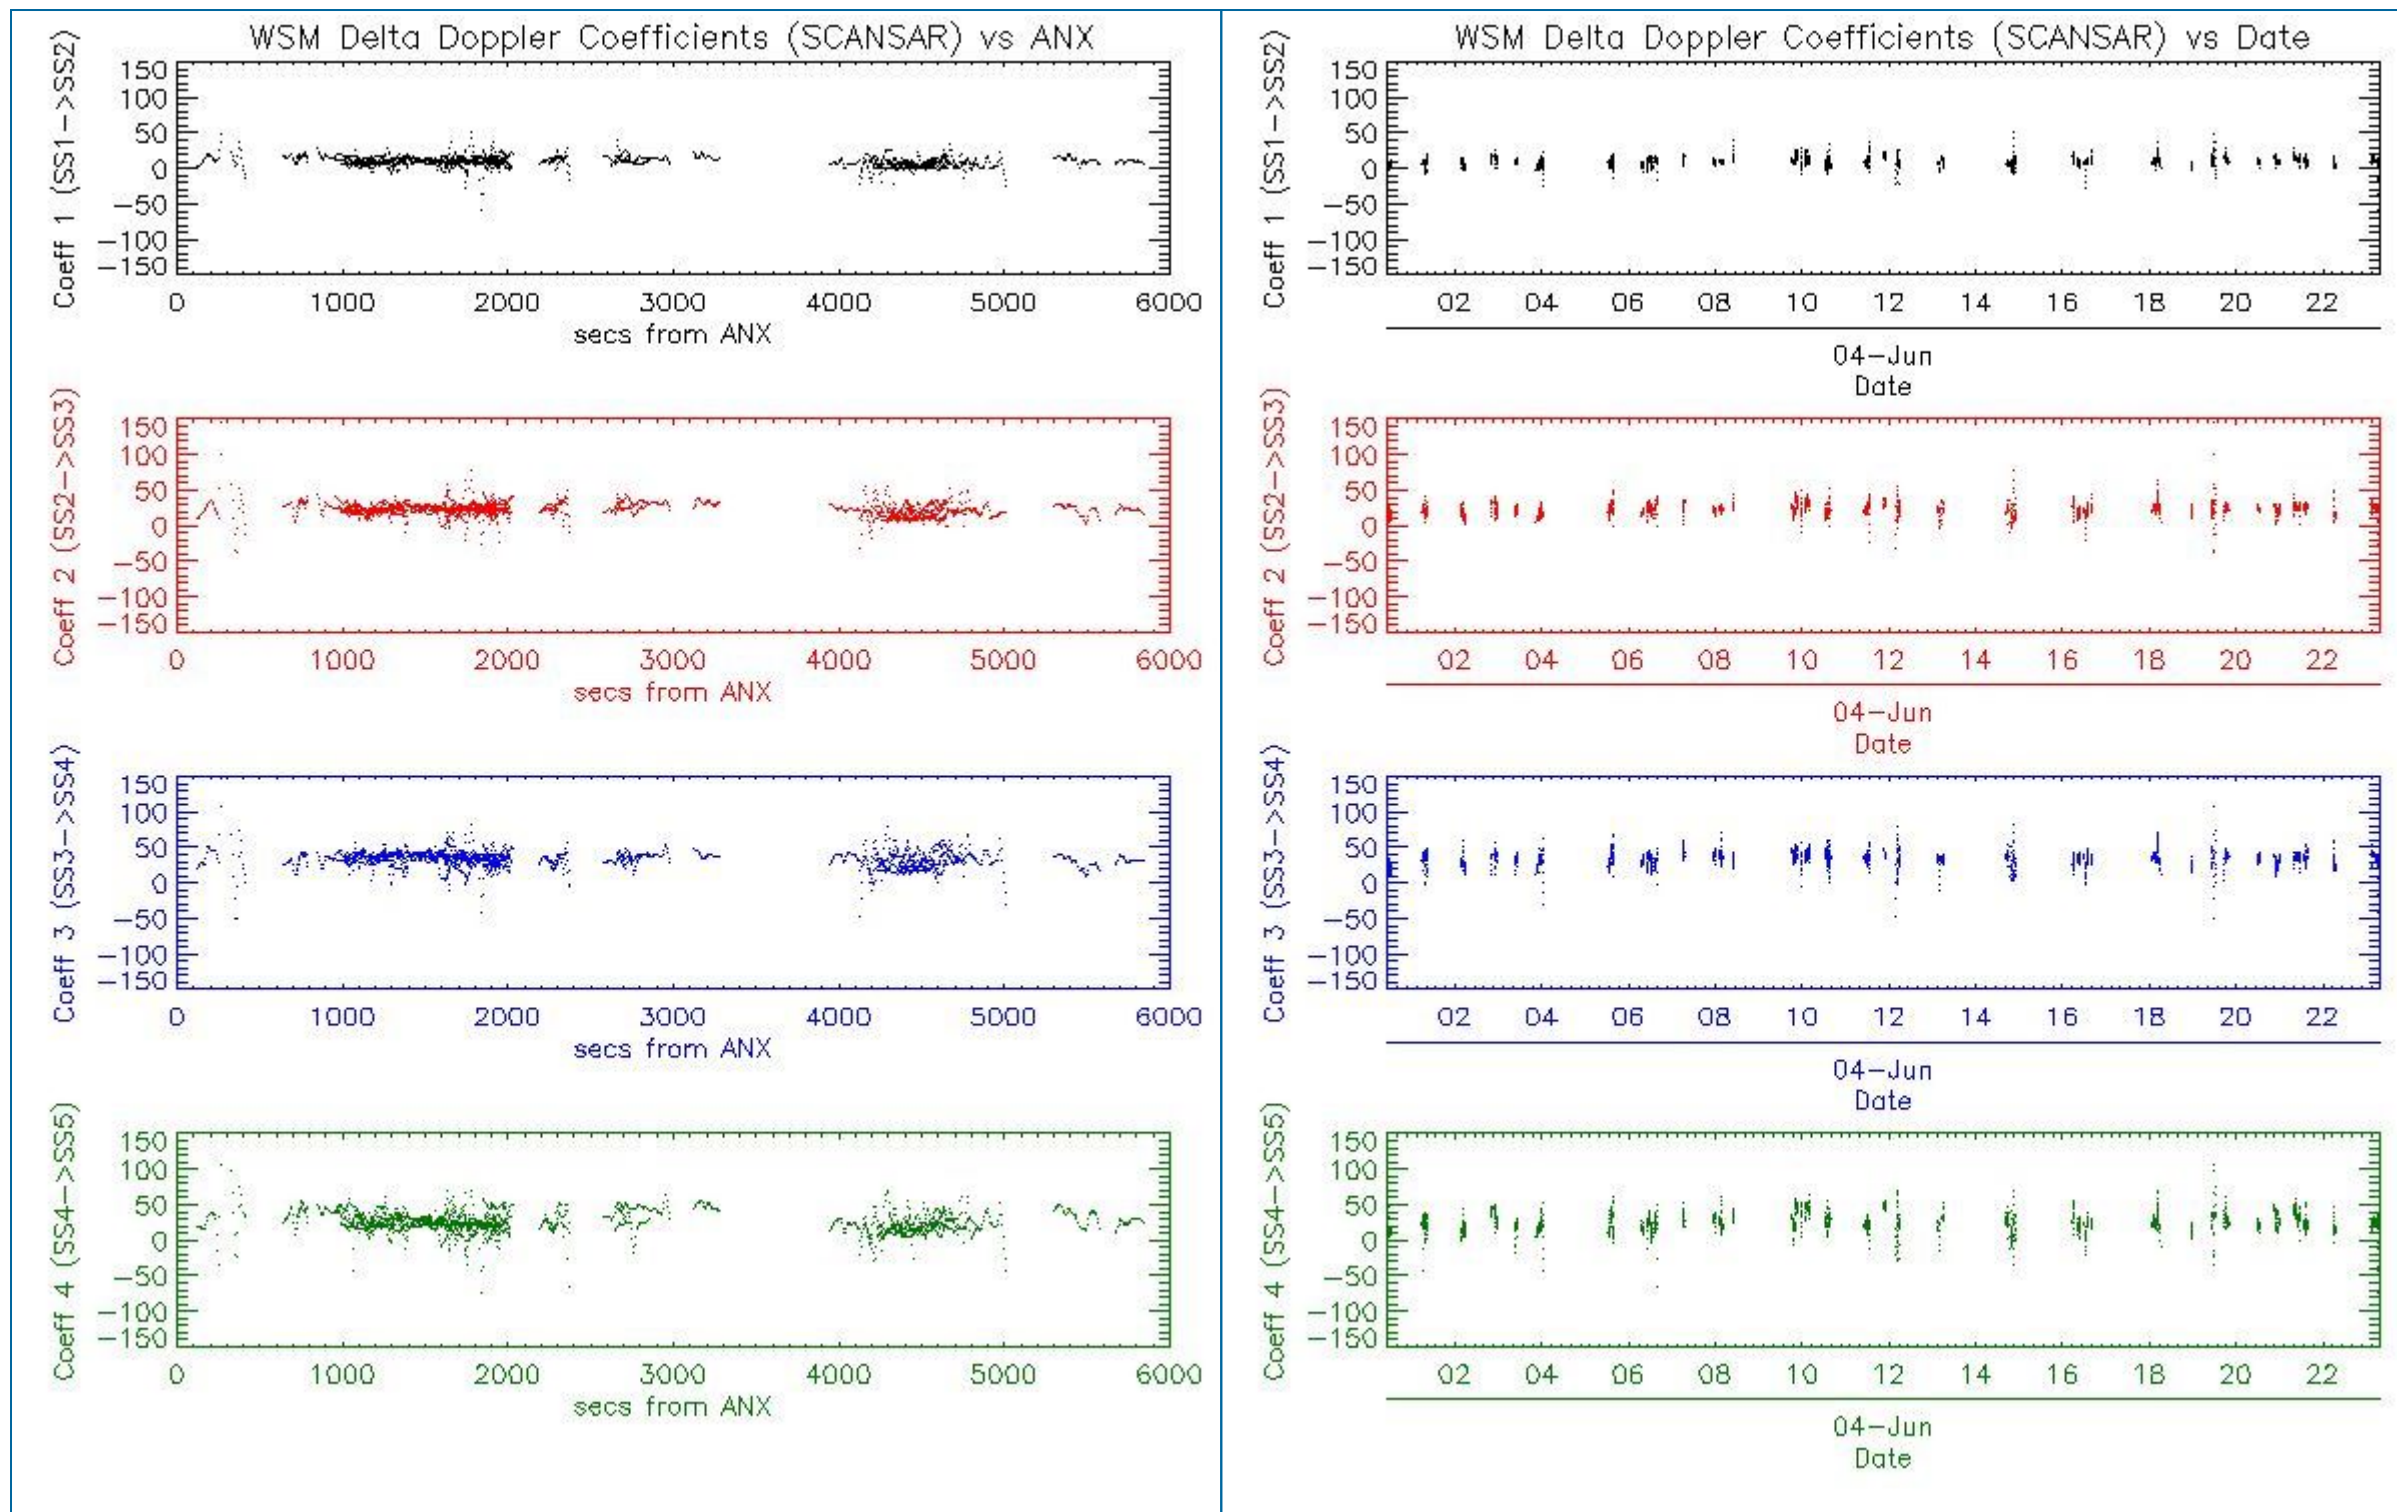 WSM Delta Doppler Coefficients (SCANSAR) vs ANX
Coeff 1 (SS1->SS2)
150
100
50
0
-50
-100
-150
0 1000 2000 3000 4000 5000 6000
secs from ANX
Coeff 2 (SS2->SS3)
150
100
50
0
-50
-100
-150
0 1000 2000 3000 4000 5000 6000
secs from ANX
Coeff 3 (SS3->SS4)
150
100
50
0
-50
-100
-150
0 1000 2000 3000 4000 5000 6000
secs from ANX
Coeff 4 (SS4->SS5)
150
100
50
0
-50
-100
-150
0 1000 2000 3000 4000 5000 6000
secs from ANX
WSM Delta Doppler Coefficients (SCANSAR) vs Date
Coeff 1 (SS1->SS2)
150
100
50
0
-50
-100
-150
02 04 06 08 10 12 14 16 18 20 22
04-Jun
Date
Coeff 2 (SS2->SS3)
150
100
50
0
-50
-100
-150
02 04 06 08 10 12 14 16 18 20 22
04-Jun
Date
Coeff 3 (SS3->SS4)
150
100
50
0
-50
-100
-150
02 04 06 08 10 12 14 16 18 20 22
04-Jun
Date
Coeff 4 (SS4->SS5)
150
100
50
0
-50
-100
-150
02 04 06 08 10 12 14 16 18 20 22
04-Jun
Date